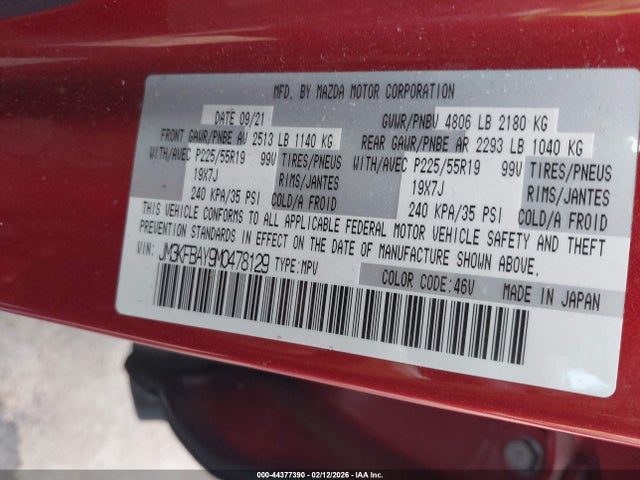 MFD. BY MAZDA MOTOR CORPORATION
DATE 09/21 GVWR/PNBV 4806 LB 2180 KG
FRONT GAWR/PNBE AV 2513 LB 1140 KG REAR GAWR/PNBE AR 2293 LB 1040 KG
WITH/AVEC P225/55R19 99V TIRES/PNEUS WITH/AVEC P225/55R19 99V TIRES/PNEUS
19X7J RIMS/JANTES 19X7J RIMS/JANTES
240 KPA/35 PSI COLD/A FROID 240 KPA/35 PSI COLD/A FROID
THIS VEHICLE CONFORMS TO ALL APPLICABLE FEDERAL MOTOR VEHICLE SAFETY AND THEFT
PREVENTION STANDARDS IN EFFECT ON THE DATE OF MANUFACTURE SHOWN ABOVE.
VIN: JM3KFBAY9M0478129 TYPE: MPV COLOR CODE: 46V MADE IN JAPAN
000-44377390 - 02/12/2026 - IAA Inc.